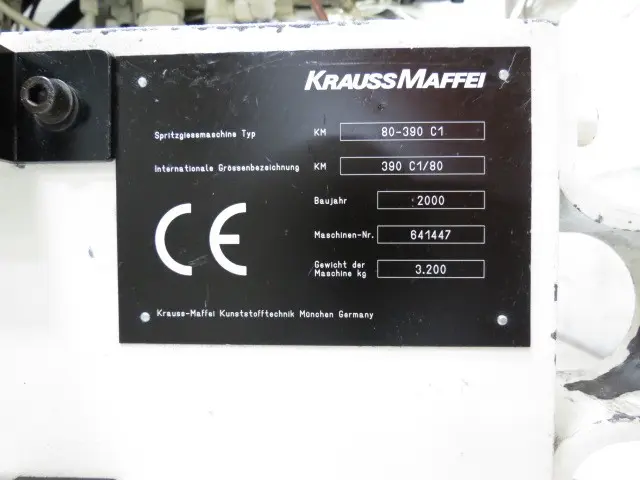 KRAUSSMAFFEI
Spritzgiessmaschine Typ KM 80-390 C1
Internationale Grössenbezeichnung KM 390 C1/80
Baujahr 2000
Maschinen-Nr. 641447
Gewicht der
Maschine kg 3.200
CE
Krauss-Maffei Kunststofftechnik München Germany